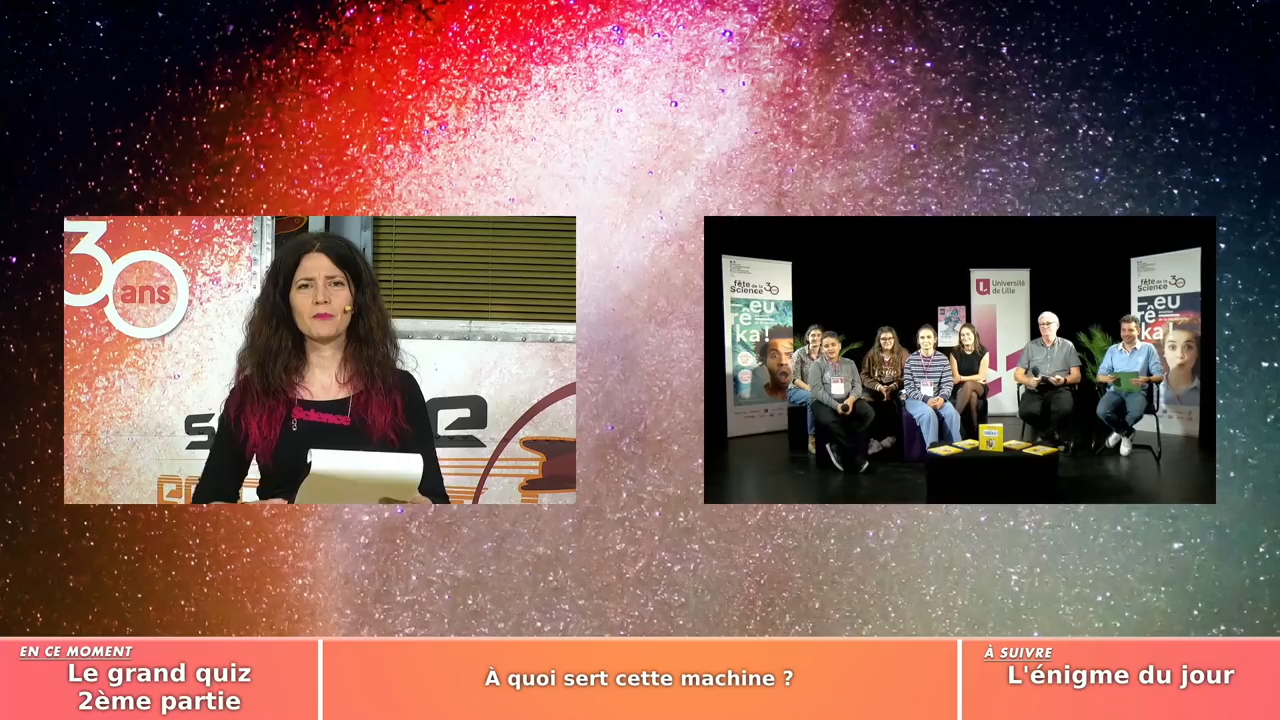 30
ans
Science
fête de la
Science 30
eu
rê
ka!
Université
de Lille
fête de la
Science 30
eu
rê
ka!
EN CE MOMENT
Le grand quiz
2ème partie
À quoi sert cette machine ?
À SUIVRE
L'énigme du jour